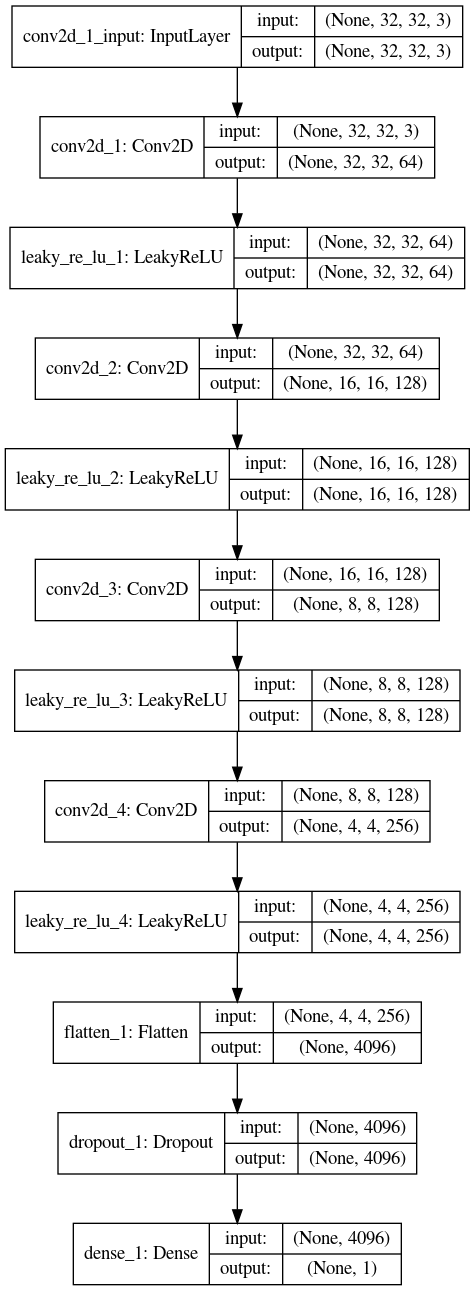 conv2d_1_input: InputLayer
input: (None, 32, 32, 3)
output: (None, 32, 32, 3)
conv2d_1: Conv2D
input: (None, 32, 32, 3)
output: (None, 32, 32, 64)
leaky_re_lu_1: LeakyReLU
input: (None, 32, 32, 64)
output: (None, 32, 32, 64)
conv2d_2: Conv2D
input: (None, 32, 32, 64)
output: (None, 16, 16, 128)
leaky_re_lu_2: LeakyReLU
input: (None, 16, 16, 128)
output: (None, 16, 16, 128)
conv2d_3: Conv2D
input: (None, 16, 16, 128)
output: (None, 8, 8, 128)
leaky_re_lu_3: LeakyReLU
input: (None, 8, 8, 128)
output: (None, 8, 8, 128)
conv2d_4: Conv2D
input: (None, 8, 8, 128)
output: (None, 4, 4, 256)
leaky_re_lu_4: LeakyReLU
input: (None, 4, 4, 256)
output: (None, 4, 4, 256)
flatten_1: Flatten
input: (None, 4, 4, 256)
output: (None, 4096)
dropout_1: Dropout
input: (None, 4096)
output: (None, 4096)
dense_1: Dense
input: (None, 4096)
output: (None, 1)